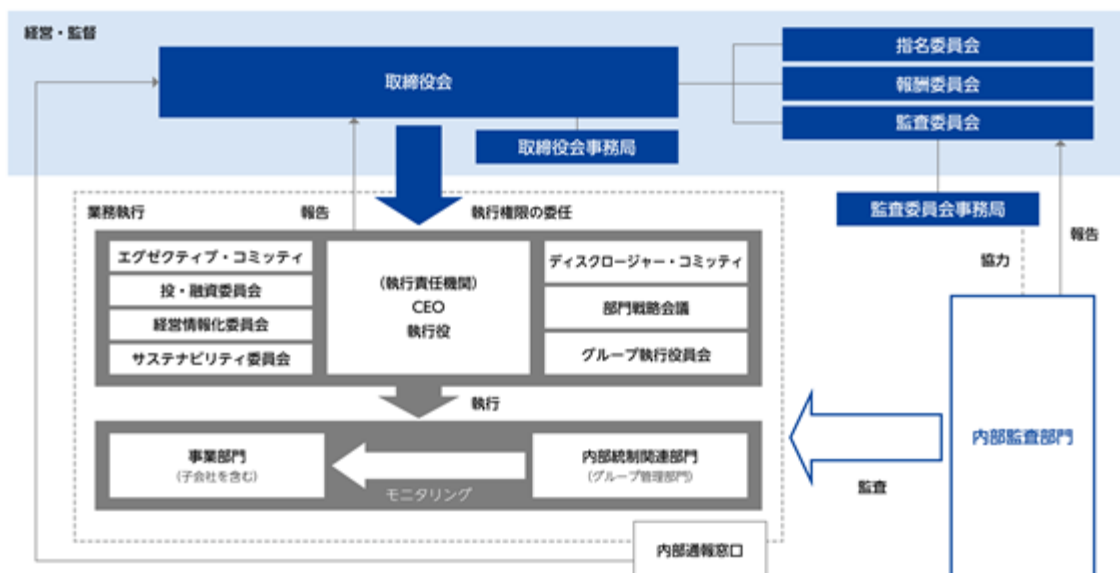 経営・監督
取締役会
指名委員会
報酬委員会
監査委員会
取締役会事務局
監査委員会事務局
業務執行
報告
執行権限の委任
協力
報告
エグゼクティブ・コミッティ
投・融資委員会
経営情報化委員会
サステナビリティ委員会
(執行責任機関)
CEO
執行役
ディスクロージャー・コミッティ
部門戦略会議
グループ執行役員会
執行
事業部門
(子会社を含む)
モニタリング
内部統制関連部門
(グループ管理部門)
監査
内部監査部門
内部通報窓口